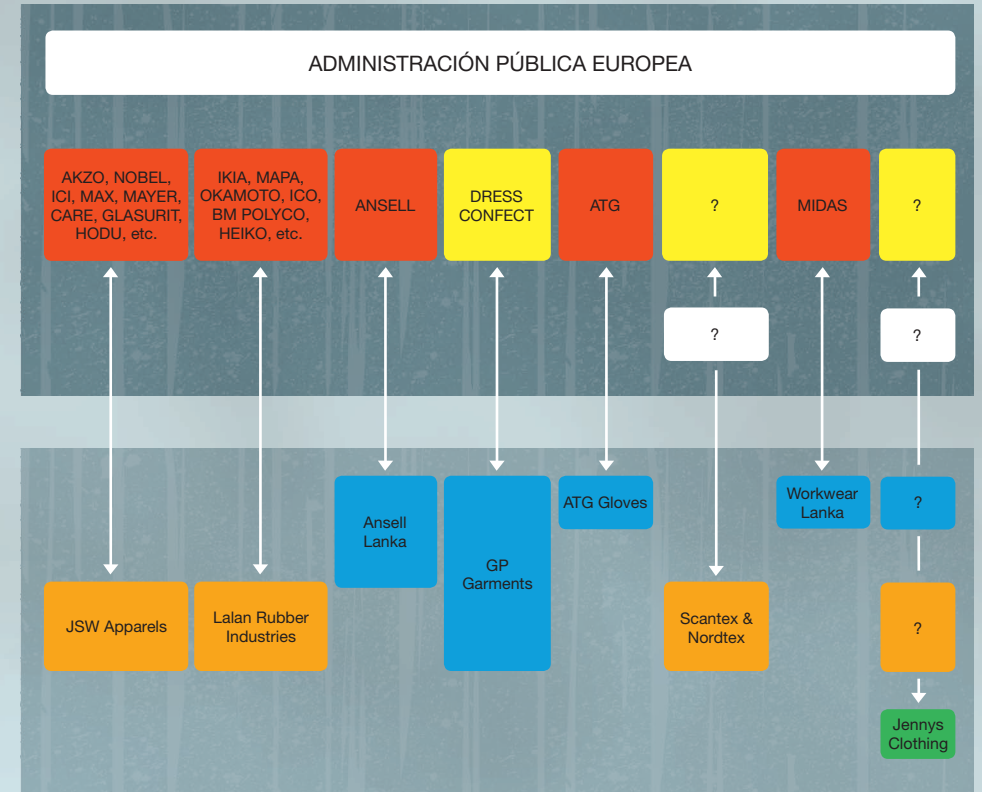 ADMINISTRACIÓN PÚBLICA EUROPEA
AKZO, NOBEL,
ICI, MAX, MAYER,
CARE, GLASURIT,
HODU, etc.
IKIA, MAPA,
OKAMOTO, ICO,
BM POLYCO,
HEIKO, etc.
ANSELL
DRESS
CONFECT
ATG
?
MIDAS
?
?
?
Ansell
Lanka
GP
Garments
ATG Gloves
Workwear
Lanka
?
JSW Apparels
Lalan Rubber
Industries
Scantex &
Nordtex
?
Jennys
Clothing